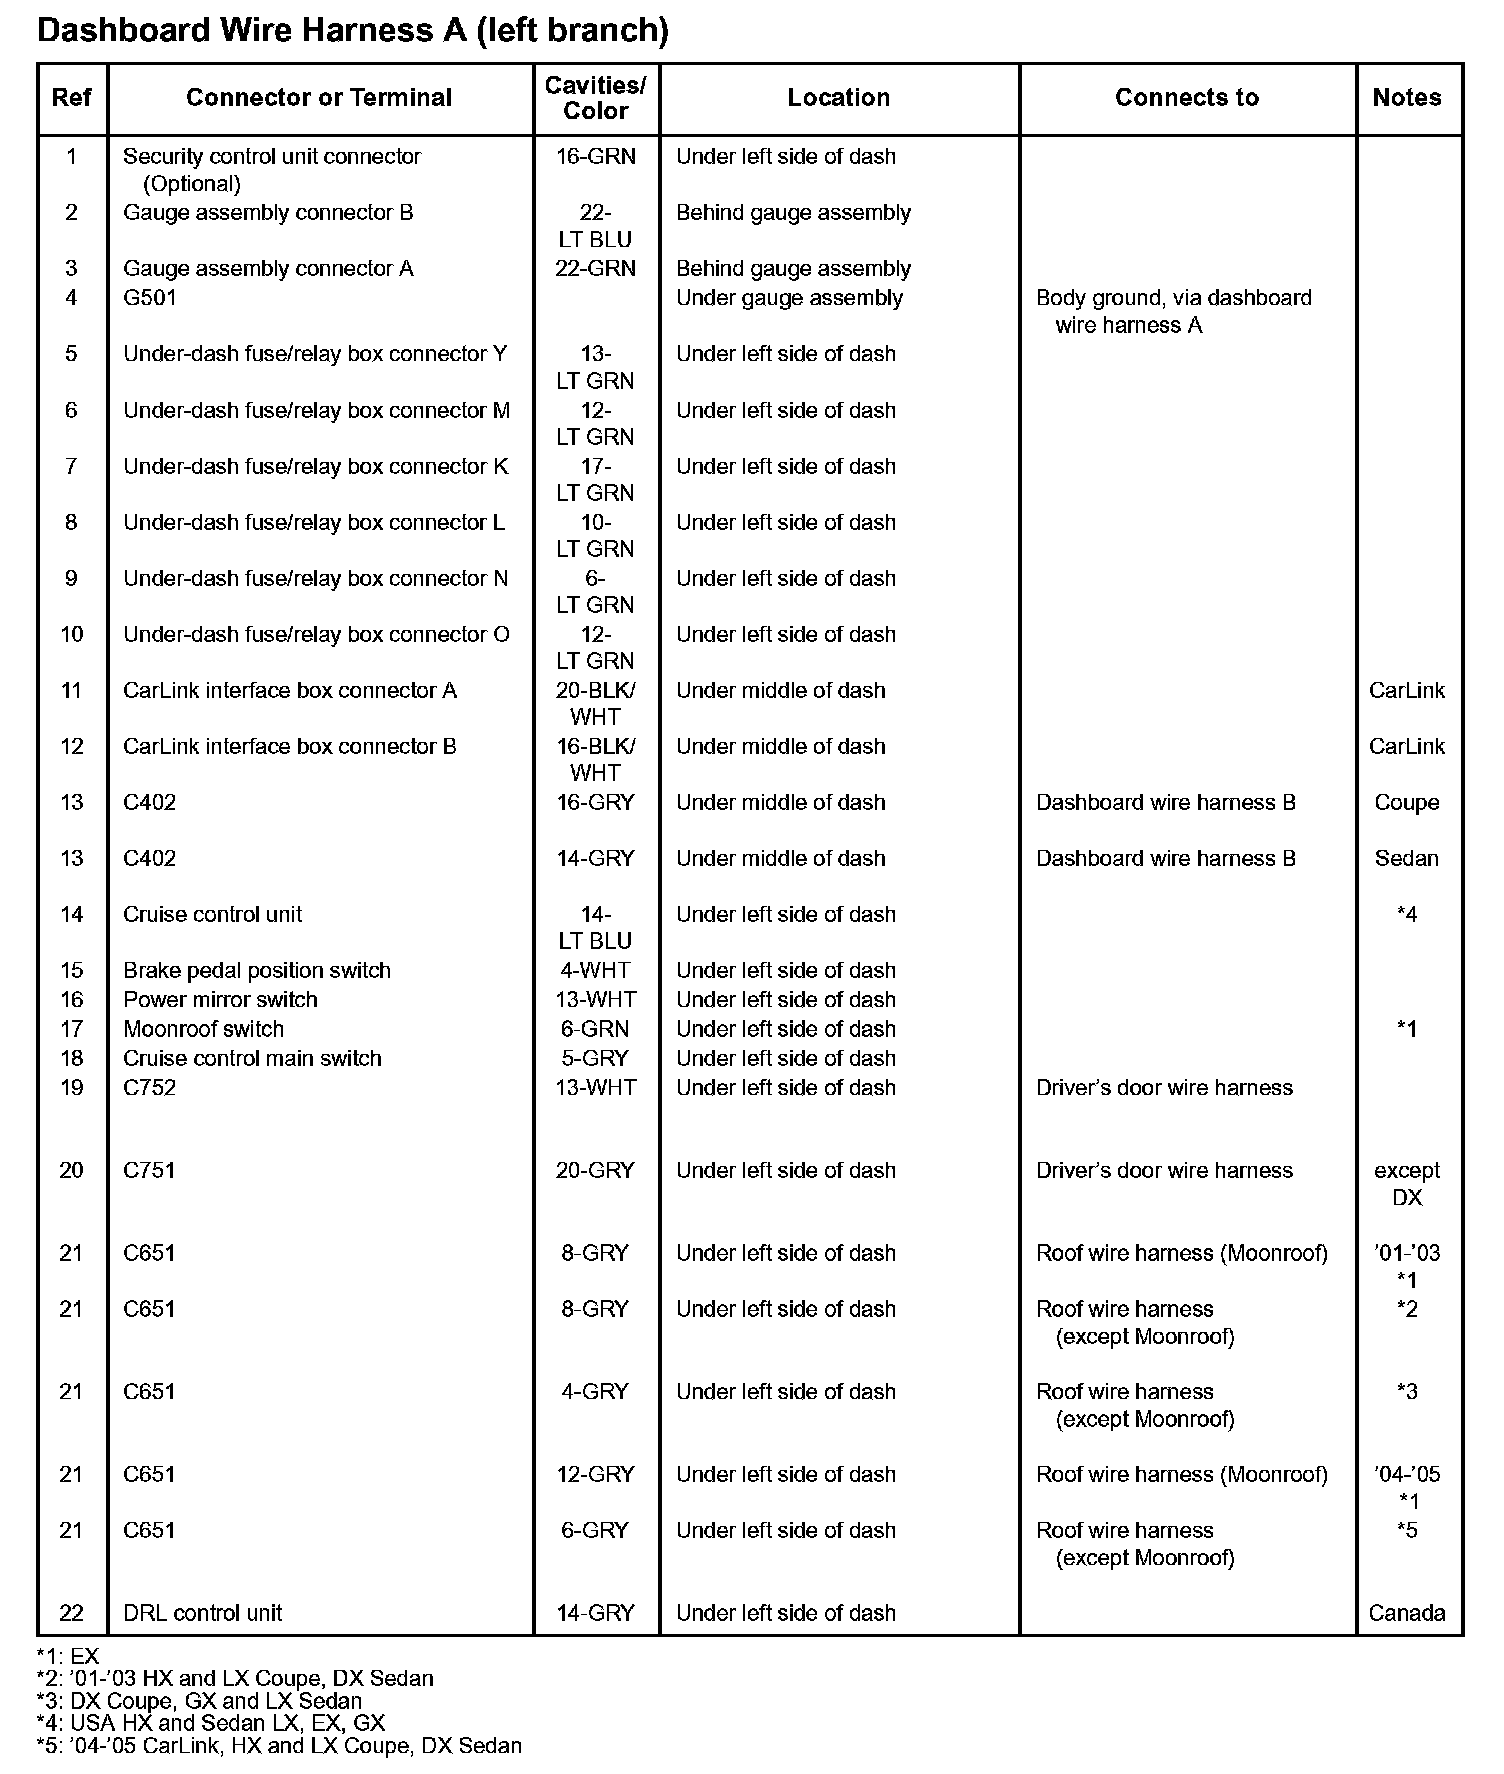 Dashboard Wire Harness A (left branch)
Ref Connector or Terminal Cavities/ Color Location Connects to Notes
1 Security control unit connector 16-GRN Under left side of dash
(Optional)
2 Gauge assembly connector B 22- Behind gauge assembly
LT BLU
3 Gauge assembly connector A 22-GRN Behind gauge assembly
4 G501 Under gauge assembly Body ground, via dashboard
wire harness A
5 Under-dash fuse/relay box connector Y 13- Under left side of dash
LT GRN
6 Under-dash fuse/relay box connector M 12- Under left side of dash
LT GRN
7 Under-dash fuse/relay box connector K 17- Under left side of dash
LT GRN
8 Under-dash fuse/relay box connector L 10- Under left side of dash
LT GRN
9 Under-dash fuse/relay box connector N 6- Under left side of dash
LT GRN
10 Under-dash fuse/relay box connector O 12- Under left side of dash
LT GRN
11 CarLink interface box connector A 20-BLK/ Under middle of dash CarLink
WHT
12 CarLink interface box connector B 16-BLK/ Under middle of dash CarLink
WHT
13 C402 16-GRY Under middle of dash Dashboard wire harness B Coupe
13 C402 14-GRY Under middle of dash Dashboard wire harness B Sedan
14 Cruise control unit 14- Under left side of dash *4
LT BLU
15 Brake pedal position switch 4-WHT Under left side of dash
16 Power mirror switch 13-WHT Under left side of dash
17 Moonroof switch 6-GRN Under left side of dash *1
18 Cruise control main switch 5-GRY Under left side of dash
19 C752 13-WHT Under left side of dash Driver’s door wire harness
20 C751 20-GRY Under left side of dash Driver’s door wire harness except
DX
21 C651 8-GRY Under left side of dash Roof wire harness (Moonroof) ’01-’03
*1
21 C651 8-GRY Under left side of dash Roof wire harness *2
(except Moonroof)
21 C651 4-GRY Under left side of dash Roof wire harness *3
(except Moonroof)
21 C651 12-GRY Under left side of dash Roof wire harness (Moonroof) ’04-’05
*1
21 C651 6-GRY Under left side of dash Roof wire harness *5
(except Moonroof)
22 DRL control unit 14-GRY Under left side of dash Canada
*1: EX
*2: ’01-’03 HX and LX Coupe, DX Sedan
*3: DX Coupe, GX and LX Sedan
*4: USA HX and Sedan LX, EX, GX
*5: ’04-’05 CarLink, HX and LX Coupe, DX Sedan